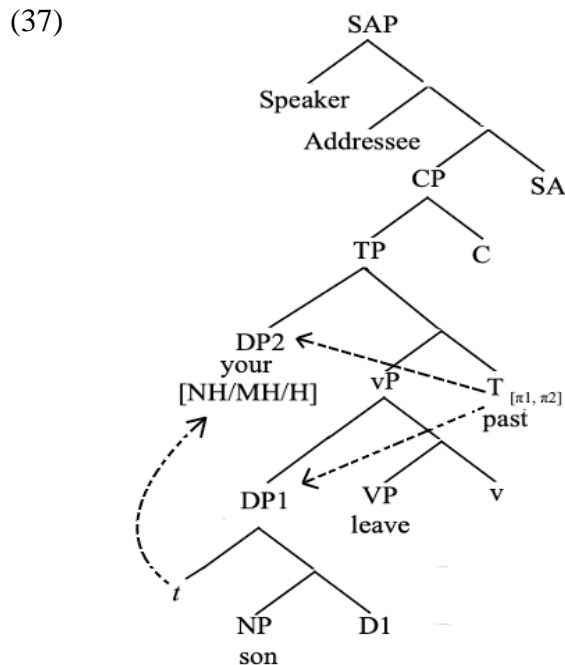 (37)
SAP
Speaker
Addressee
CP SA
TP C
DP2
your vP T [π1, π2]
[NH/MH/H] past
DP1 VP v
leave
t
NP D1
son